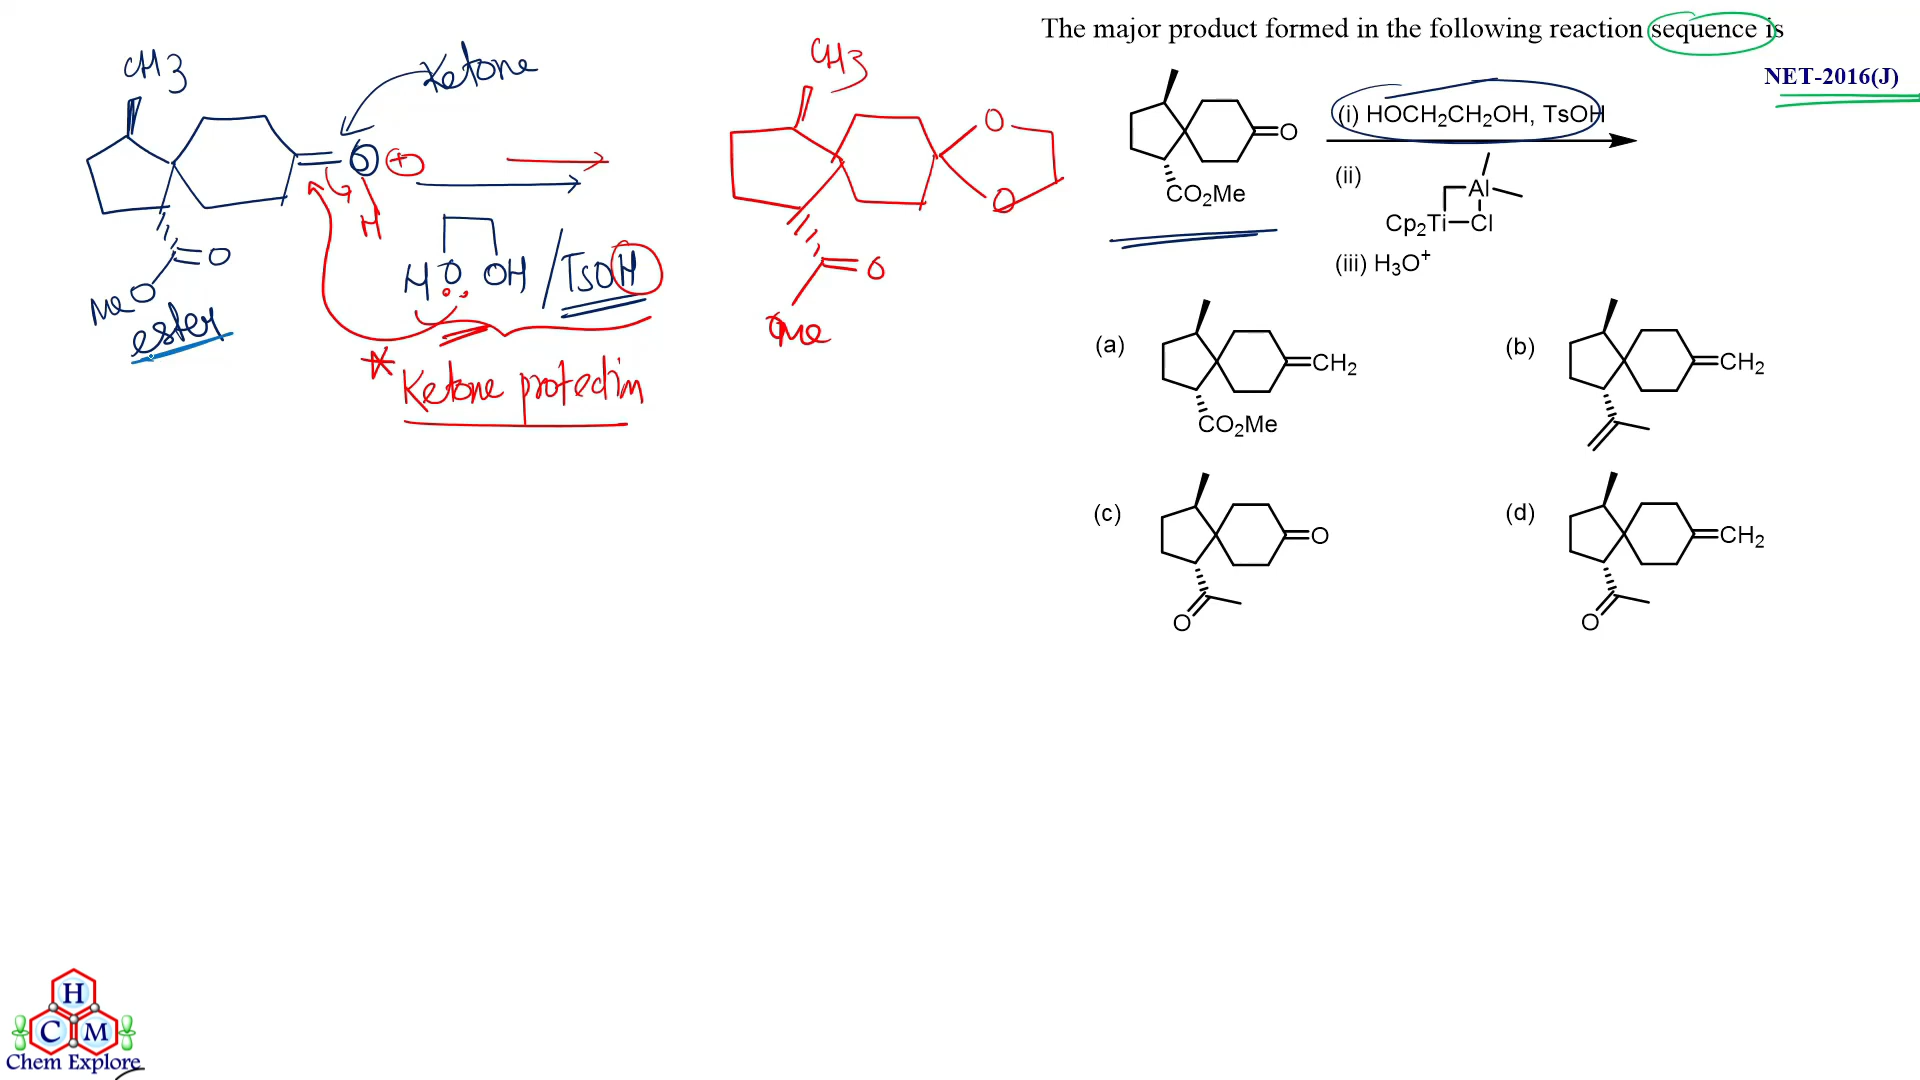 The major product formed in the following reaction sequence is
NET-2016(J)
CH3
Ketone
O
+
H
HO OH / TsOH
O
MeO
ester
* Ketone protection
CH3
O
O
O
OMe
O
CO2Me
(i) HOCH2CH2OH, TsOH
(ii)
Al
Cp2Ti Cl
(iii) H3O+
(a)
CH2
CO2Me
(b)
CH2
(c)
O
O
(d)
CH2
O
H
C M
Chem Explore